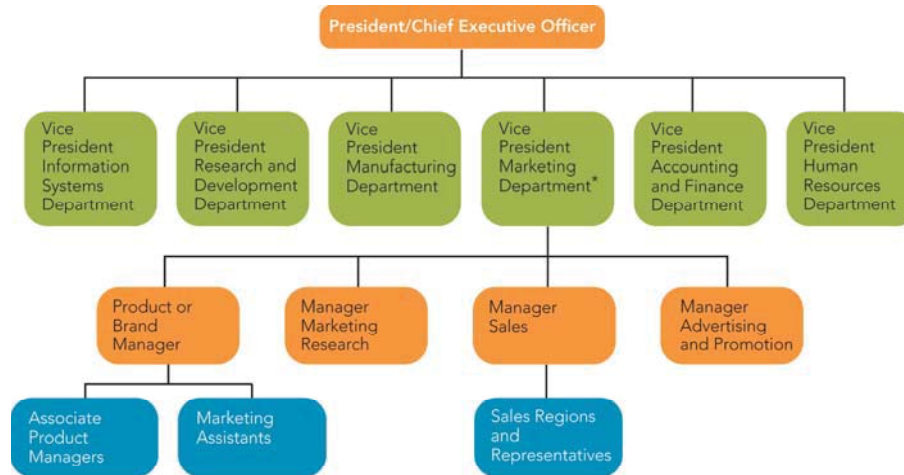 President/Chief Executive Officer
Vice
President
Information
Systems
Department
Vice
President
Research and
Development
Department
Vice
President
Manufacturing
Department
Vice
President
Marketing
Department*
Vice
President
Accounting
and Finance
Department
Vice
President
Human
Resources
Department
Product or
Brand
Manager
Manager
Marketing
Research
Manager
Sales
Manager
Advertising
and Promotion
Associate
Product
Managers
Marketing
Assistants
Sales Regions
and
Representatives